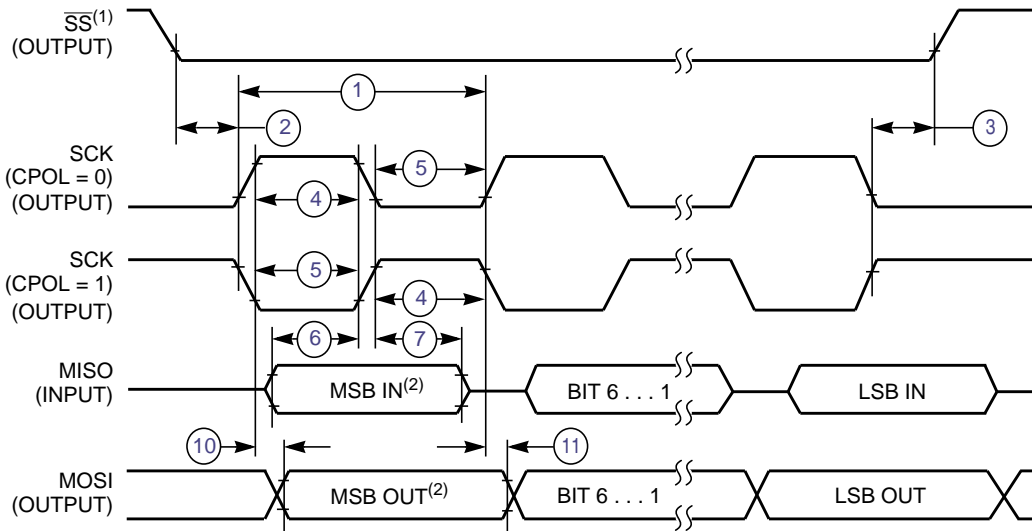 SS(1)
(OUTPUT)
1
2
3
SCK
(CPOL = 0)
(OUTPUT)
5
4
SCK
(CPOL = 1)
(OUTPUT)
5
4
6
7
MISO
(INPUT)
MSB IN(2)
BIT 6 . . . 1
LSB IN
10
11
MOSI
(OUTPUT)
MSB OUT(2)
BIT 6 . . . 1
LSB OUT